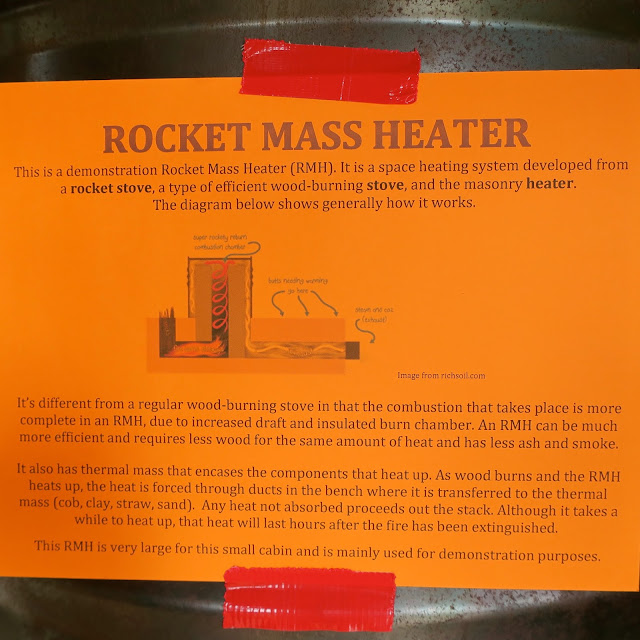 ROCKET MASS HEATER
This is a demonstration Rocket Mass Heater (RMH). It is a space heating system developed from
a rocket stove, a type of efficient wood-burning stove, and the masonry heater.
The diagram below shows generally how it works.
super rockety reburn
combustion chamber
butts needing warming
go here
steam and co2
(exhaust)
Image from richsoil.com
It's different from a regular wood-burning stove in that the combustion that takes place is more
complete in an RMH, due to increased draft and insulated burn chamber. An RMH can be much
more efficient and requires less wood for the same amount of heat and has less ash and smoke.
It also has thermal mass that encases the components that heat up. As wood burns and the RMH
heats up, the heat is forced through ducts in the bench where it is transferred to the thermal
mass (cob, clay, straw, sand). Any heat not absorbed proceeds out the stack. Although it takes a
while to heat up, that heat will last hours after the fire has been extinguished.
This RMH is very large for this small cabin and is mainly used for demonstration purposes.